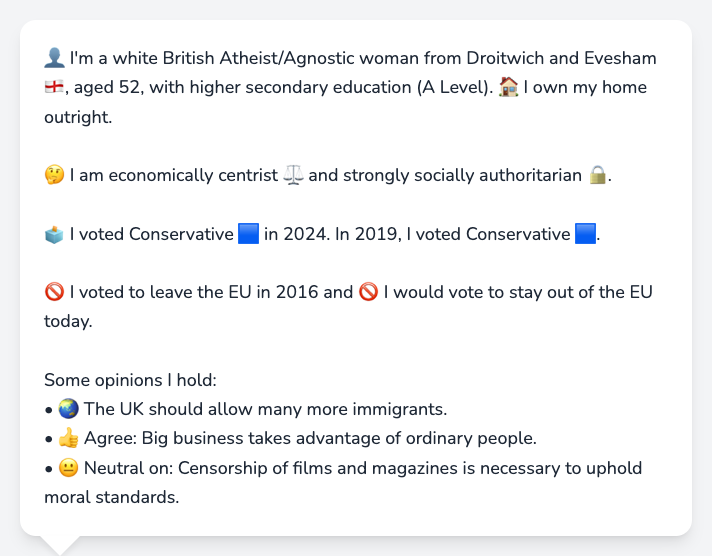 👤 I'm a white British Atheist/Agnostic woman from Droitwich and Evesham
🏴󠁧󠁢󠁥󠁮󠁧󠁿, aged 52, with higher secondary education (A Level). 🏠 I own my home
outright.
🤔 I am economically centrist ⚖️ and strongly socially authoritarian 🔒.
🗳️ I voted Conservative 🟦 in 2024. In 2019, I voted Conservative 🟦.
🚫 I voted to leave the EU in 2016 and 🚫 I would vote to stay out of the EU
today.
Some opinions I hold:
• 🌏 The UK should allow many more immigrants.
• 👍 Agree: Big business takes advantage of ordinary people.
• 😐 Neutral on: Censorship of films and magazines is necessary to uphold
moral standards.